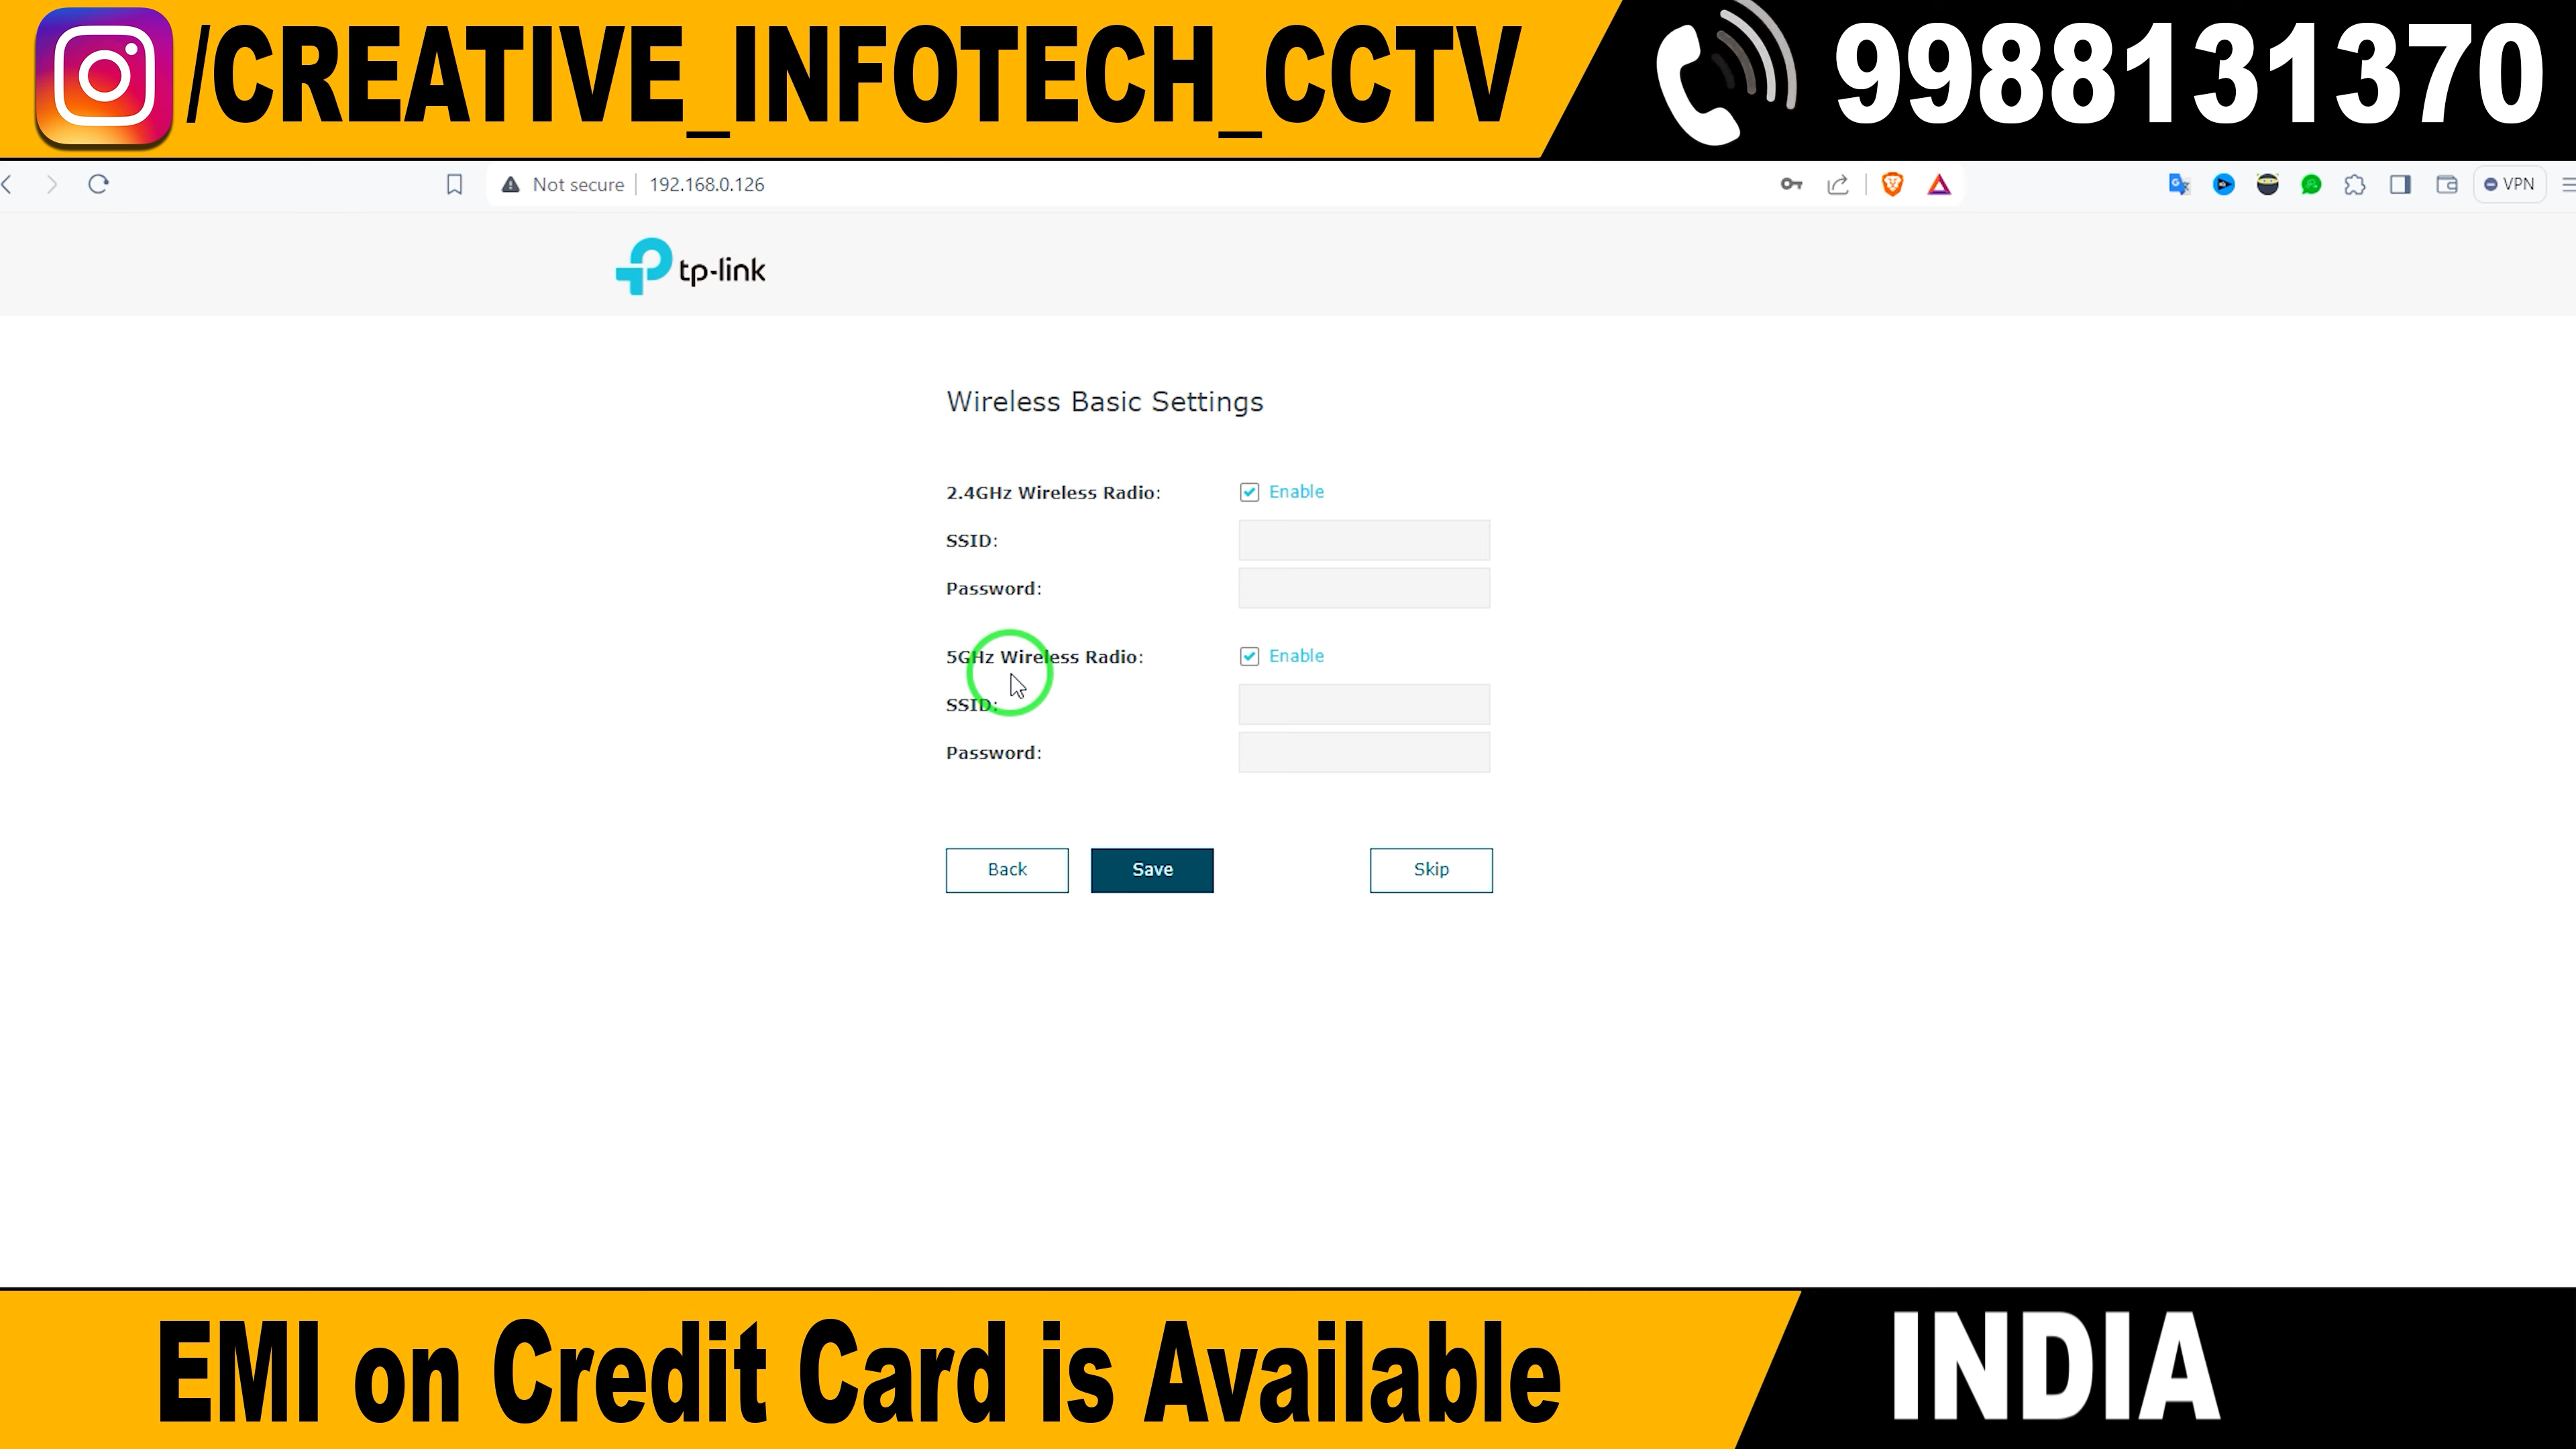 /CREATIVE_INFOTECH_CCTV
9988131370
Not secure
192.168.0.126
VPN
tp-link
Wireless Basic Settings
2.4GHz Wireless Radio:
Enable
SSID:
Password:
5GHz Wireless Radio:
Enable
SSID:
Password:
Back
Save
Skip
EMI on Credit Card is Available
INDIA